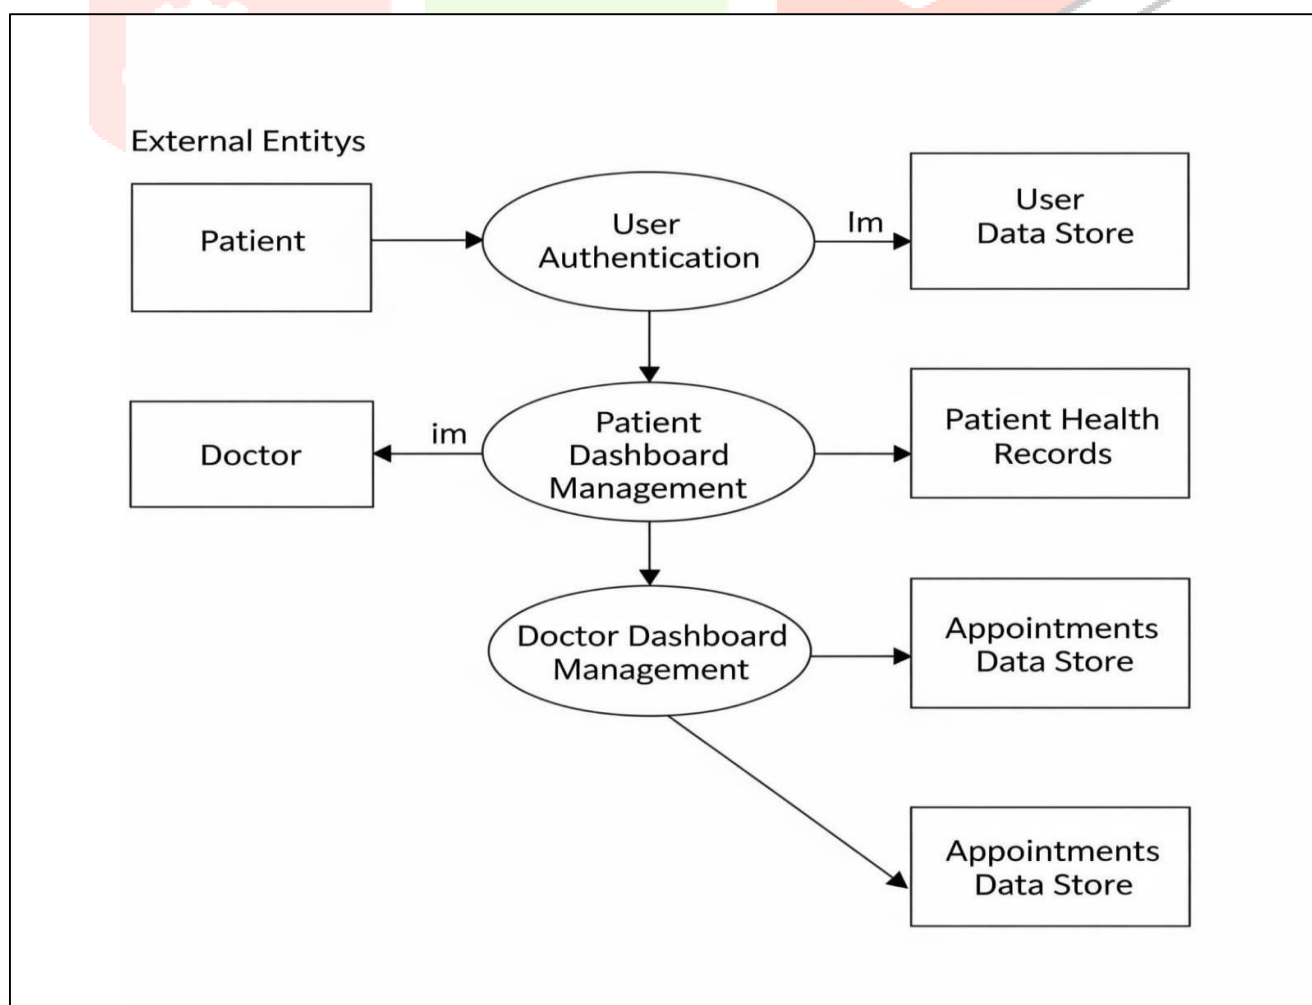 External Entitys
Patient
User
Authentication
Im
User
Data Store
Doctor
im
Patient
Dashboard
Management
Patient Health
Records
Doctor Dashboard
Management
Appointments
Data Store
Appointments
Data Store